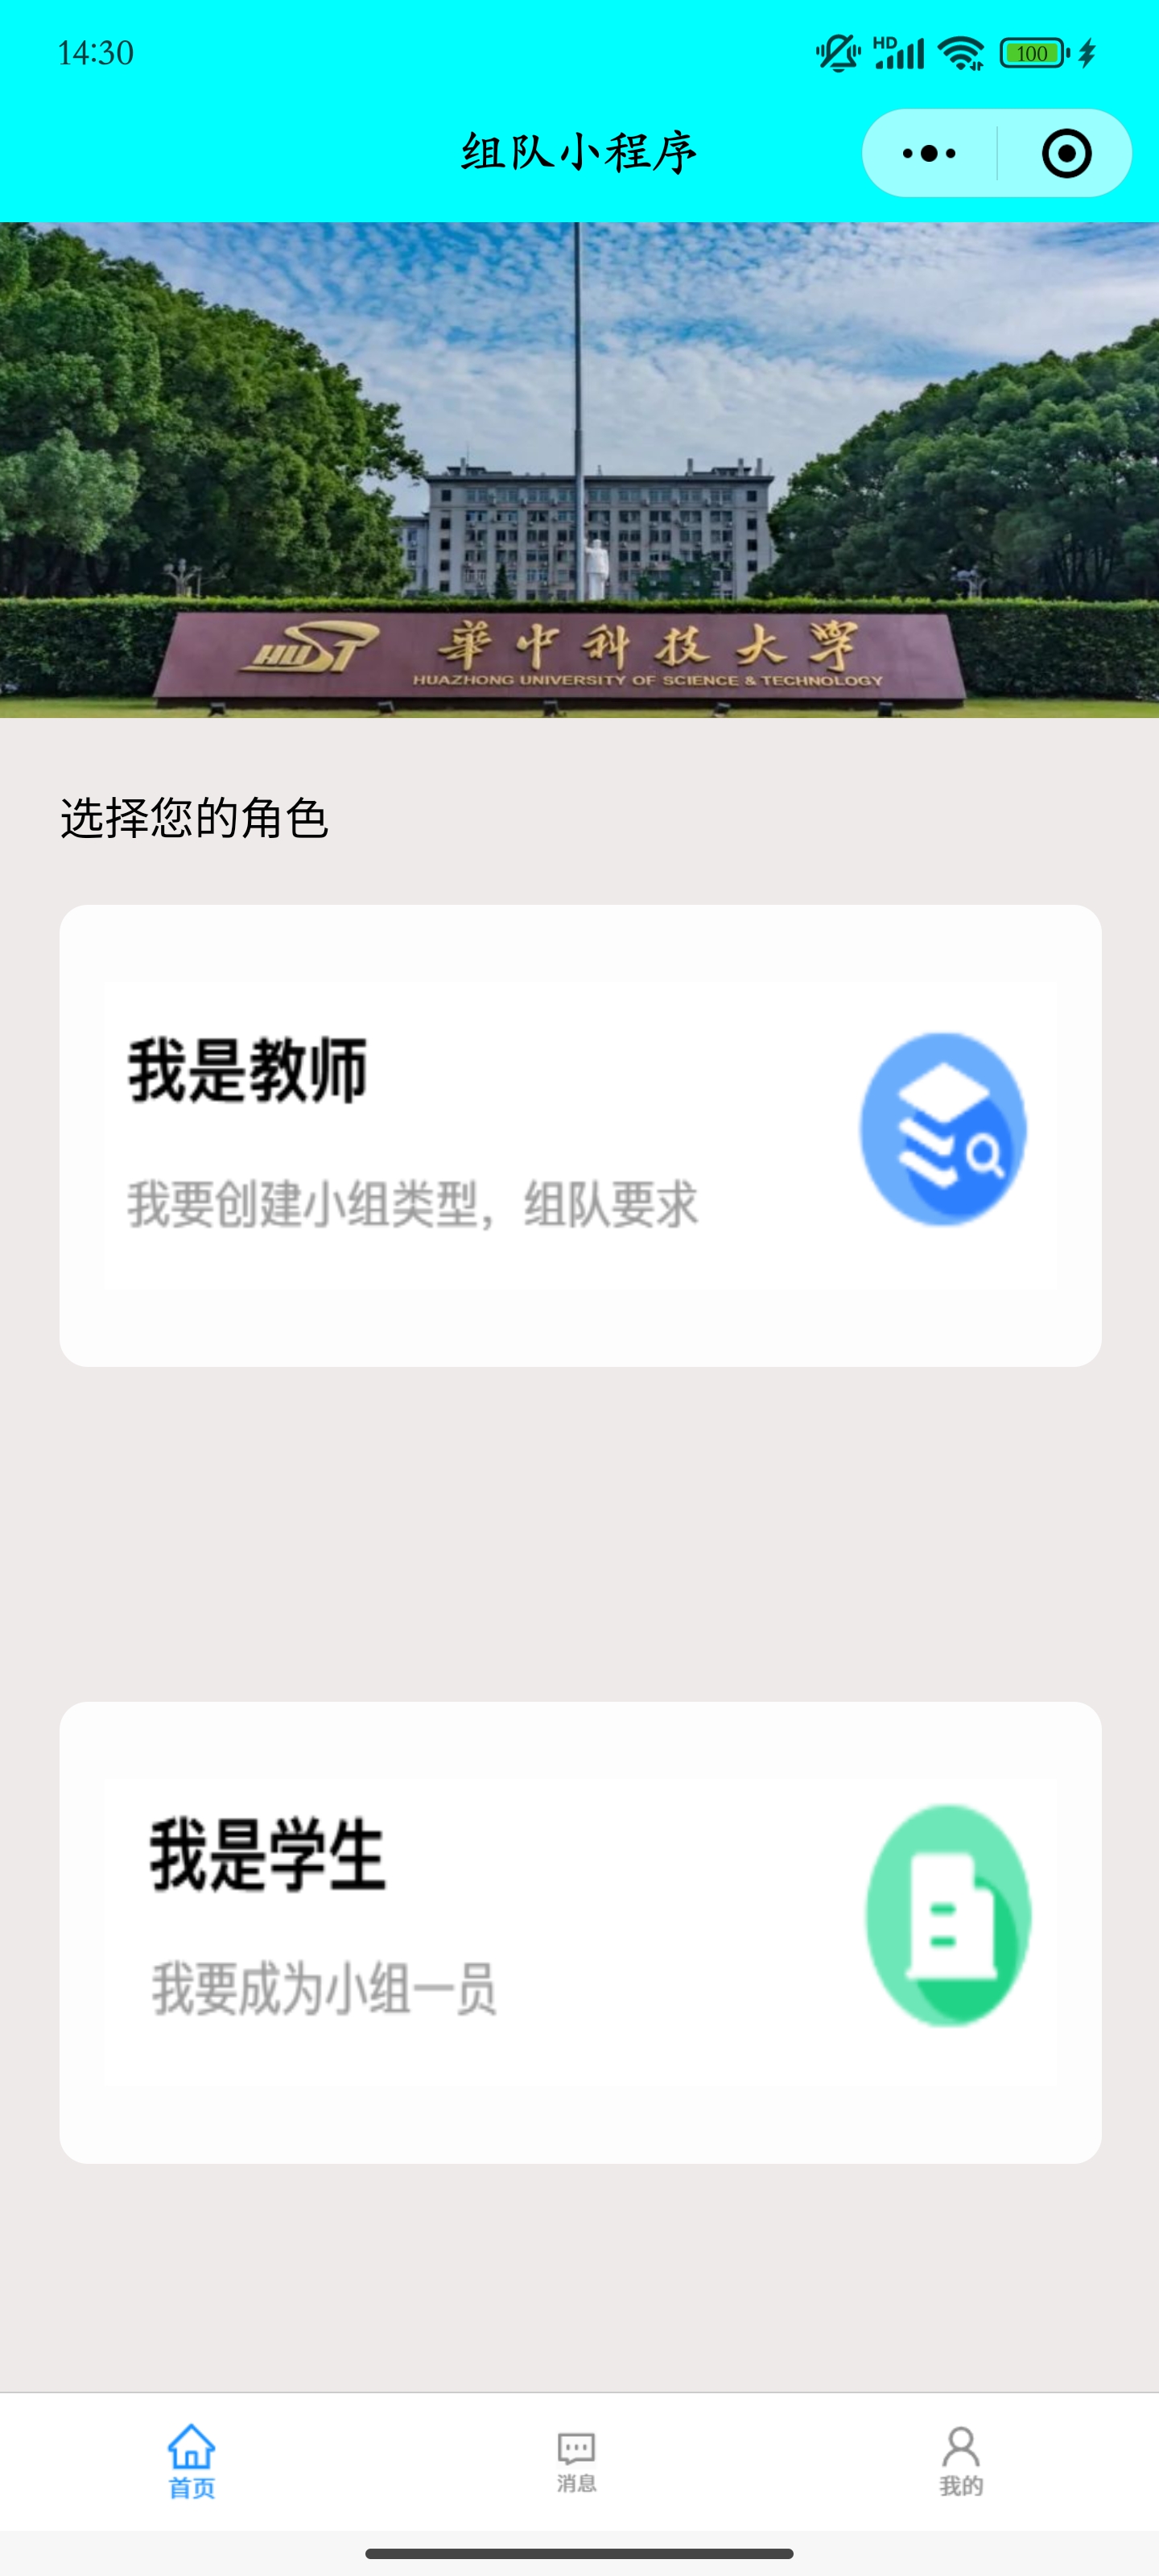 14:30
HD
100
组队小程序
HUST 華中科技大學
HUAZHONG UNIVERSITY OF SCIENCE & TECHNOLOGY
选择您的角色
我是教师
我要创建小组类型，组队要求
我是学生
我要成为小组一员
首页
消息
我的